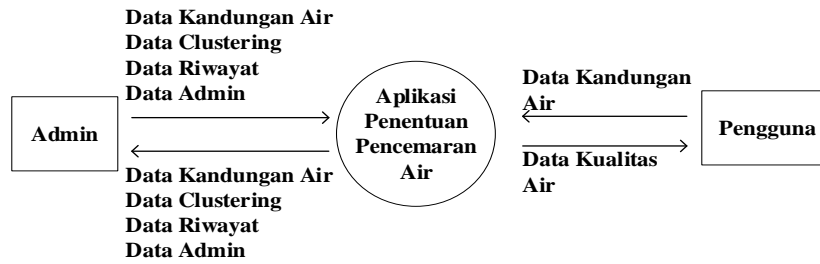 Data Kandungan Air
Data Clustering
Data Riwayat
Data Admin
Admin
Data Kandungan Air
Data Clustering
Data Riwayat
Data Admin
Aplikasi
Penentuan
Pencemaran
Air
Data Kandungan
Air
Data Kualitas
Air
Pengguna